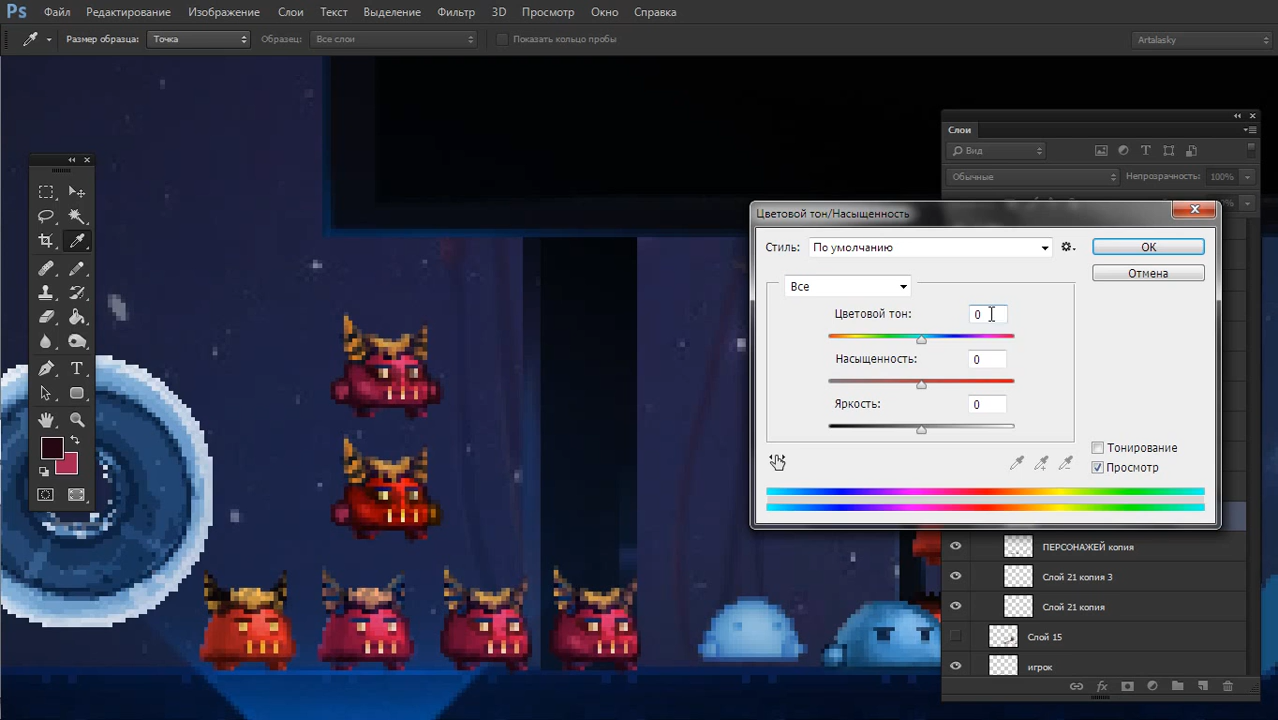 Ps Файл Редактирование Изображение Слои Текст Выделение Фильтр 3D Просмотр Окно Справка
Размер образца: Точка Образец: Все слои Показать кольцо пробы Artalasky
Слои
Вид
Обычные Непрозрачность: 100%
Цветовой тон/Насыщенность
Стиль: По умолчанию OK
Отмена
Все
Цветовой тон: 0
Насыщенность: 0
Яркость: 0
Тонирование
Просмотр
ПЕРСОНАЖЕЙ копия
Слой 21 копия 3
Слой 21 копия
Слой 15
игрок
fx